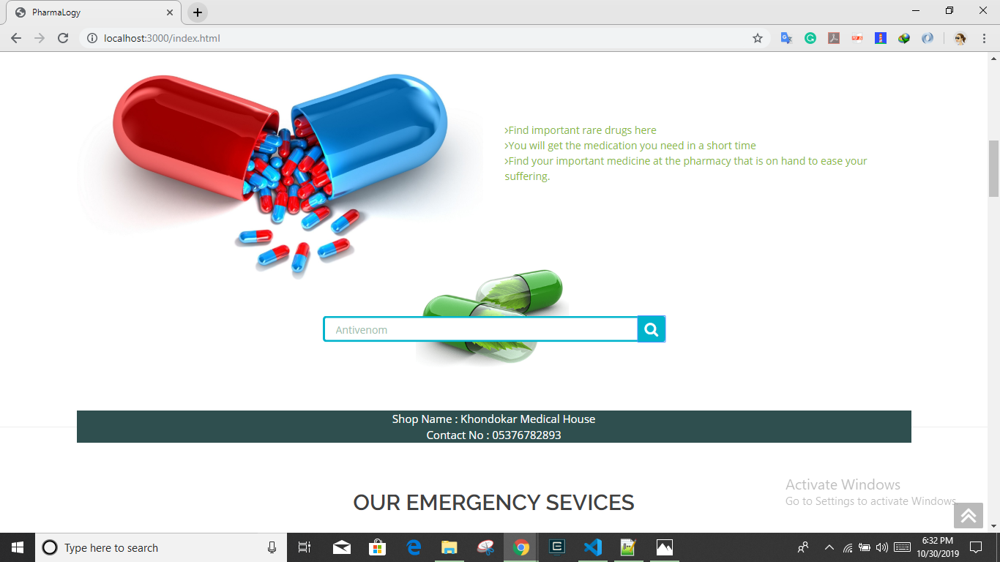 PharmaLogy
localhost:3000/index.html
›Find important rare drugs here
›You will get the medication you need in a short time
›Find your important medicine at the pharmacy that is on hand to ease your
suffering.
Antivenom
Shop Name : Khondokar Medical House
Contact No : 05376782893
OUR EMERGENCY SEVICES
Activate Windows
Go to Settings to activate Windows.
Type here to search
6:32 PM
10/30/2019